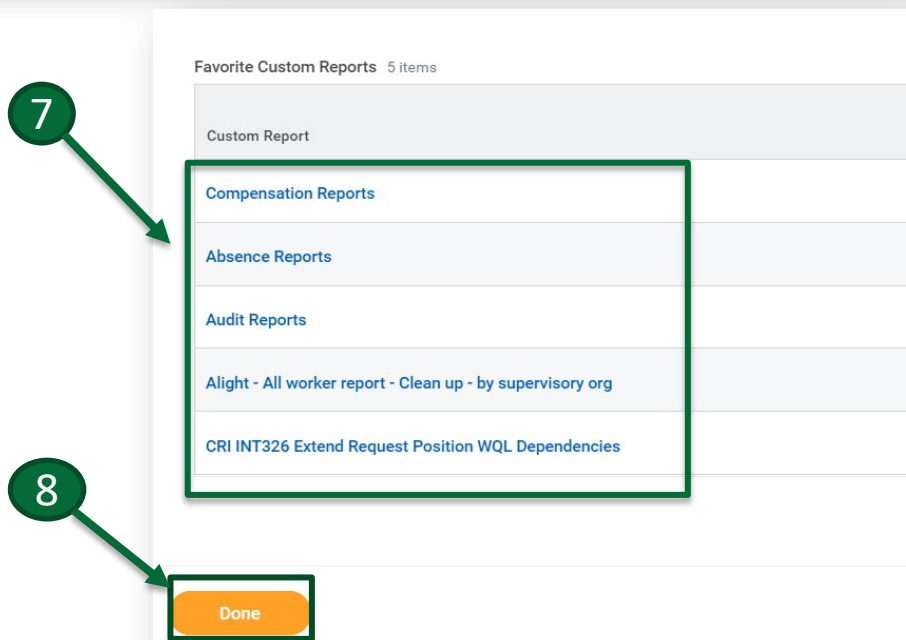 Favorite Custom Reports 5 items
7
Custom Report
Compensation Reports
Absence Reports
Audit Reports
Alight - All worker report - Clean up - by supervisory org
CRI INT326 Extend Request Position WQL Dependencies
8
Done